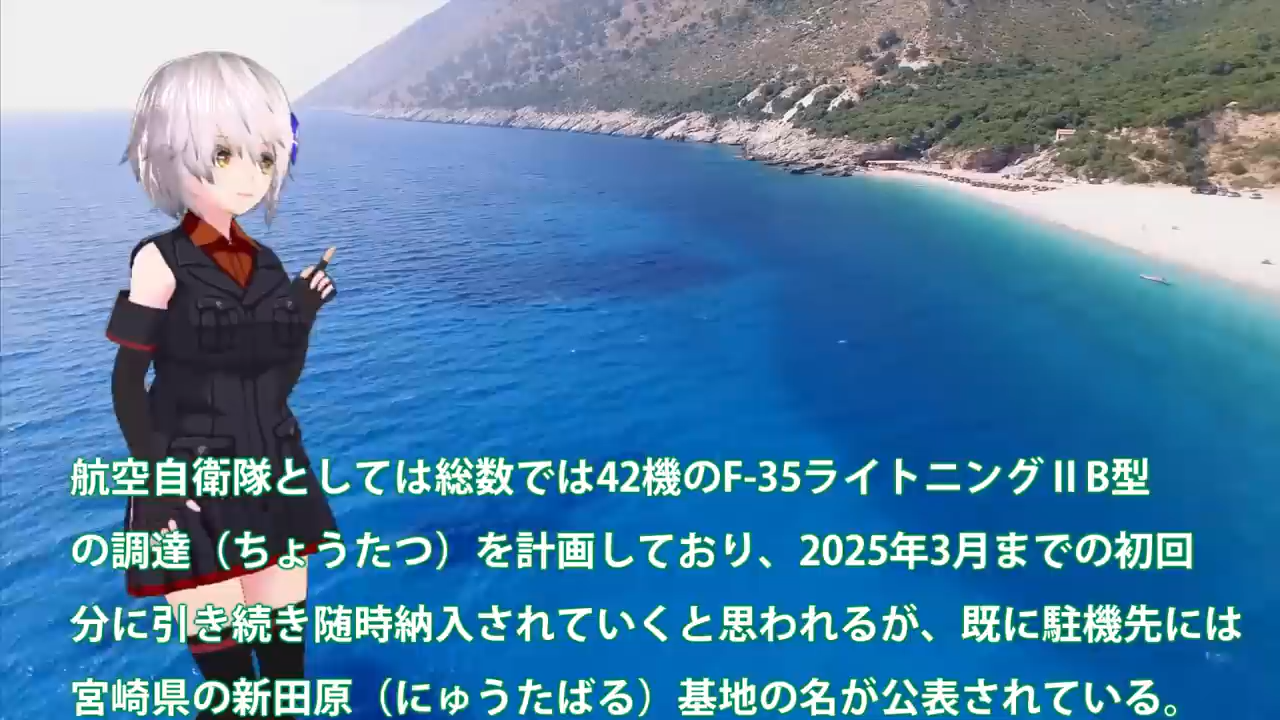 航空自衛隊としては総数では42機のF-35ライトニングⅡB型
の調達（ちょうたつ）を計画しており、2025年3月までの初回
分に引き続き随時納入されていくと思われるが、既に駐機先には
宮崎県の新田原（にゅうたばる）基地の名が公表されている。